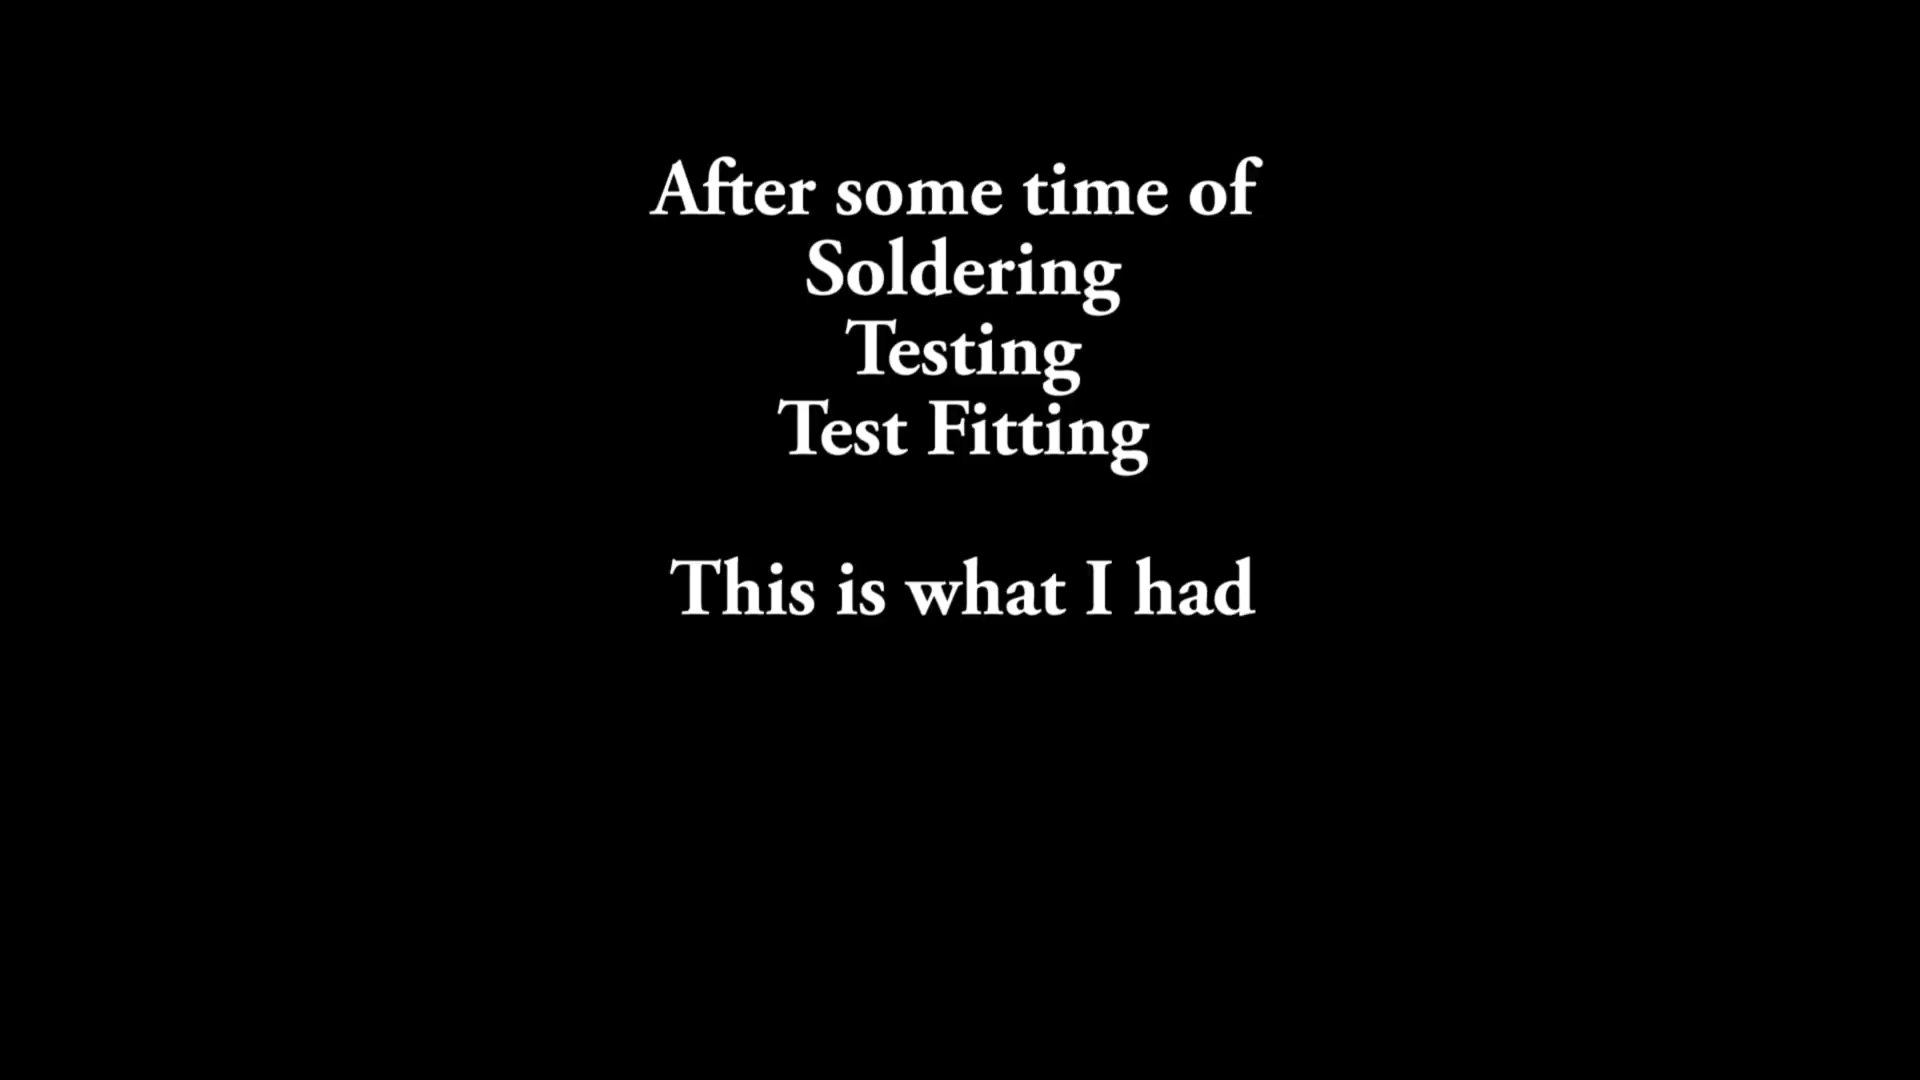 After some time of
Soldering
Testing
Test Fitting
This is what I had